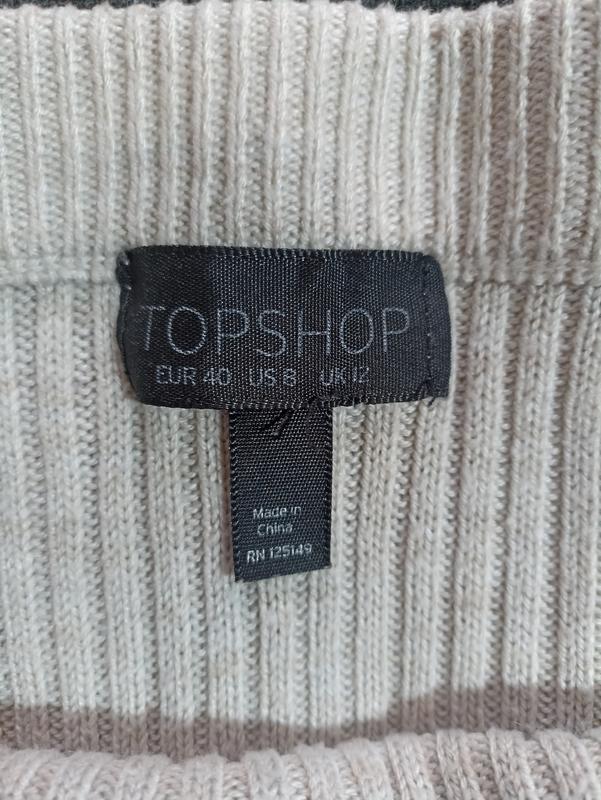 TOPSHOP
EUR 40 US 8 UK 12
Made in
China
RN 125149